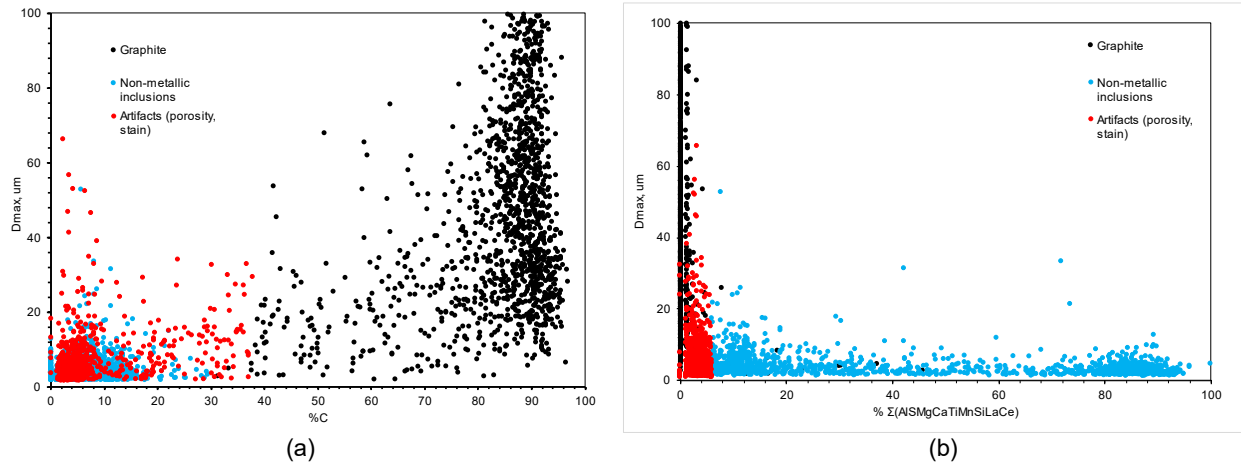 100
80
60
40
20
0
Dmax, um
0 10 20 30 40 50 60 70 80 90 100
%C
Graphite
Non-metallic
inclusions
Artifacts (porosity,
stain)
(a)
100
80
60
40
20
0
Dmax, um
0 20 40 60 80 100
% Σ(AlSMgCaTiMnSiLaCe)
Graphite
Non-metallic
inclusions
Artifacts (porosity,
stain)
(b)